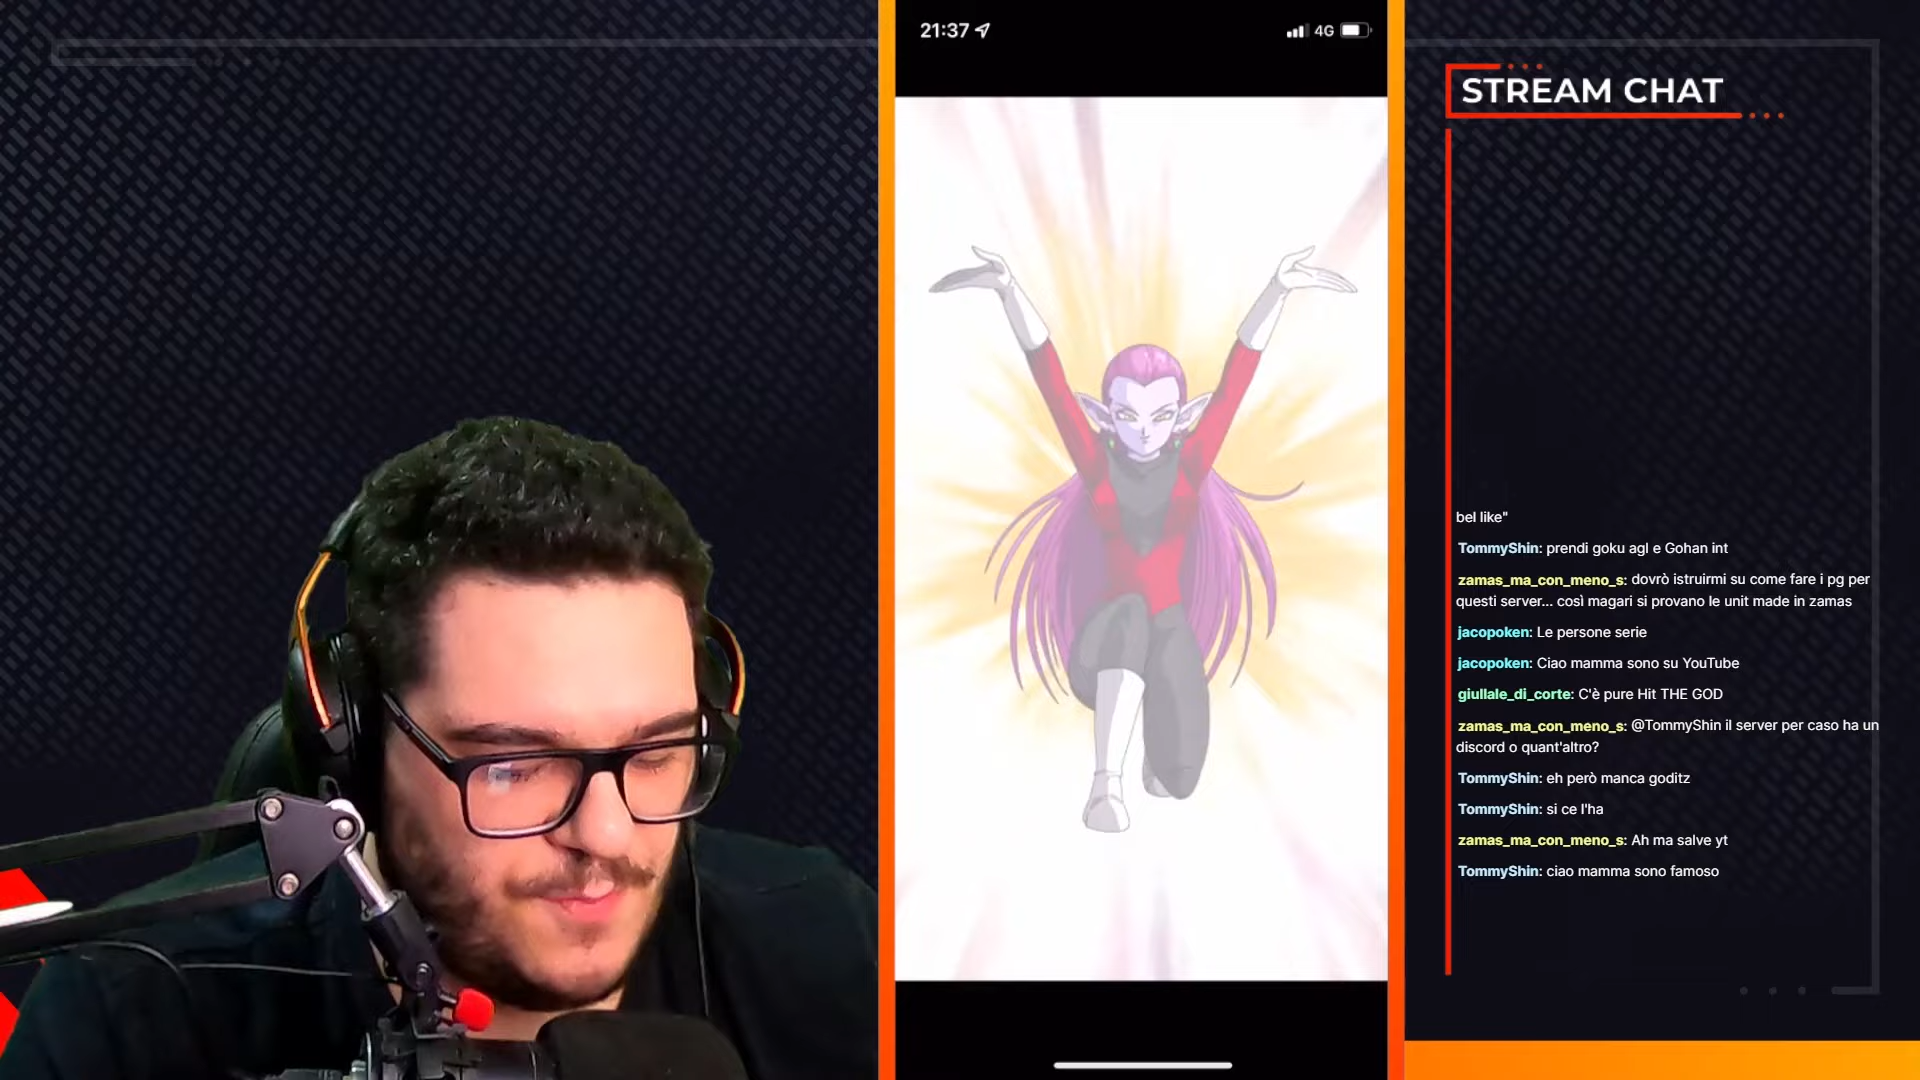 21:37
4G
STREAM CHAT
bel like"
TommyShin: prendi goku agl e Gohan int
zamas_ma_con_meno_s: dovrò istruirmi su come fare i pg per
questi server... così magari si provano le unit made in zamas
jacopoken: Le persone serie
jacopoken: Ciao mamma sono su YouTube
giullale_di_corte: C'è pure Hit THE GOD
zamas_ma_con_meno_s: @TommyShin il server per caso ha un
discord o quant'altro?
TommyShin: eh però manca goditz
TommyShin: si ce l'ha
zamas_ma_con_meno_s: Ah ma salve yt
TommyShin: ciao mamma sono famoso